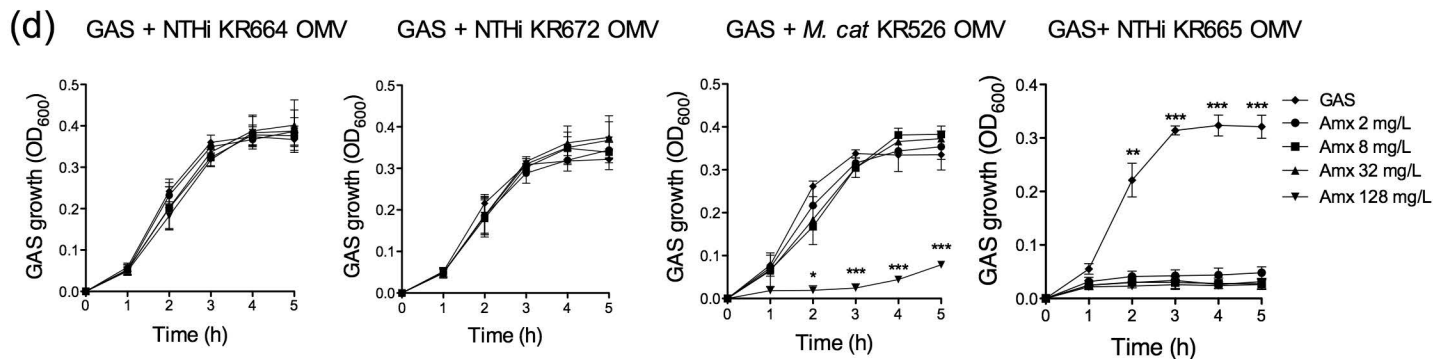 (d)
GAS + NTHi KR664 OMV
GAS + NTHi KR672 OMV
GAS + M. cat KR526 OMV
GAS+ NTHi KR665 OMV
GAS growth (OD600)
0.5
0.4
0.3
0.2
0.1
0.0
0 1 2 3 4 5
Time (h)
GAS growth (OD600)
0.5
0.4
0.3
0.2
0.1
0.0
0 1 2 3 4 5
Time (h)
GAS growth (OD600)
0.5
0.4
0.3
0.2
0.1
0.0
* *** *** ***
0 1 2 3 4 5
Time (h)
GAS growth (OD600)
0.4
0.3
0.2
0.1
0.0
** *** *** ***
0 1 2 3 4 5
Time (h)
GAS
Amx 2 mg/L
Amx 8 mg/L
Amx 32 mg/L
Amx 128 mg/L